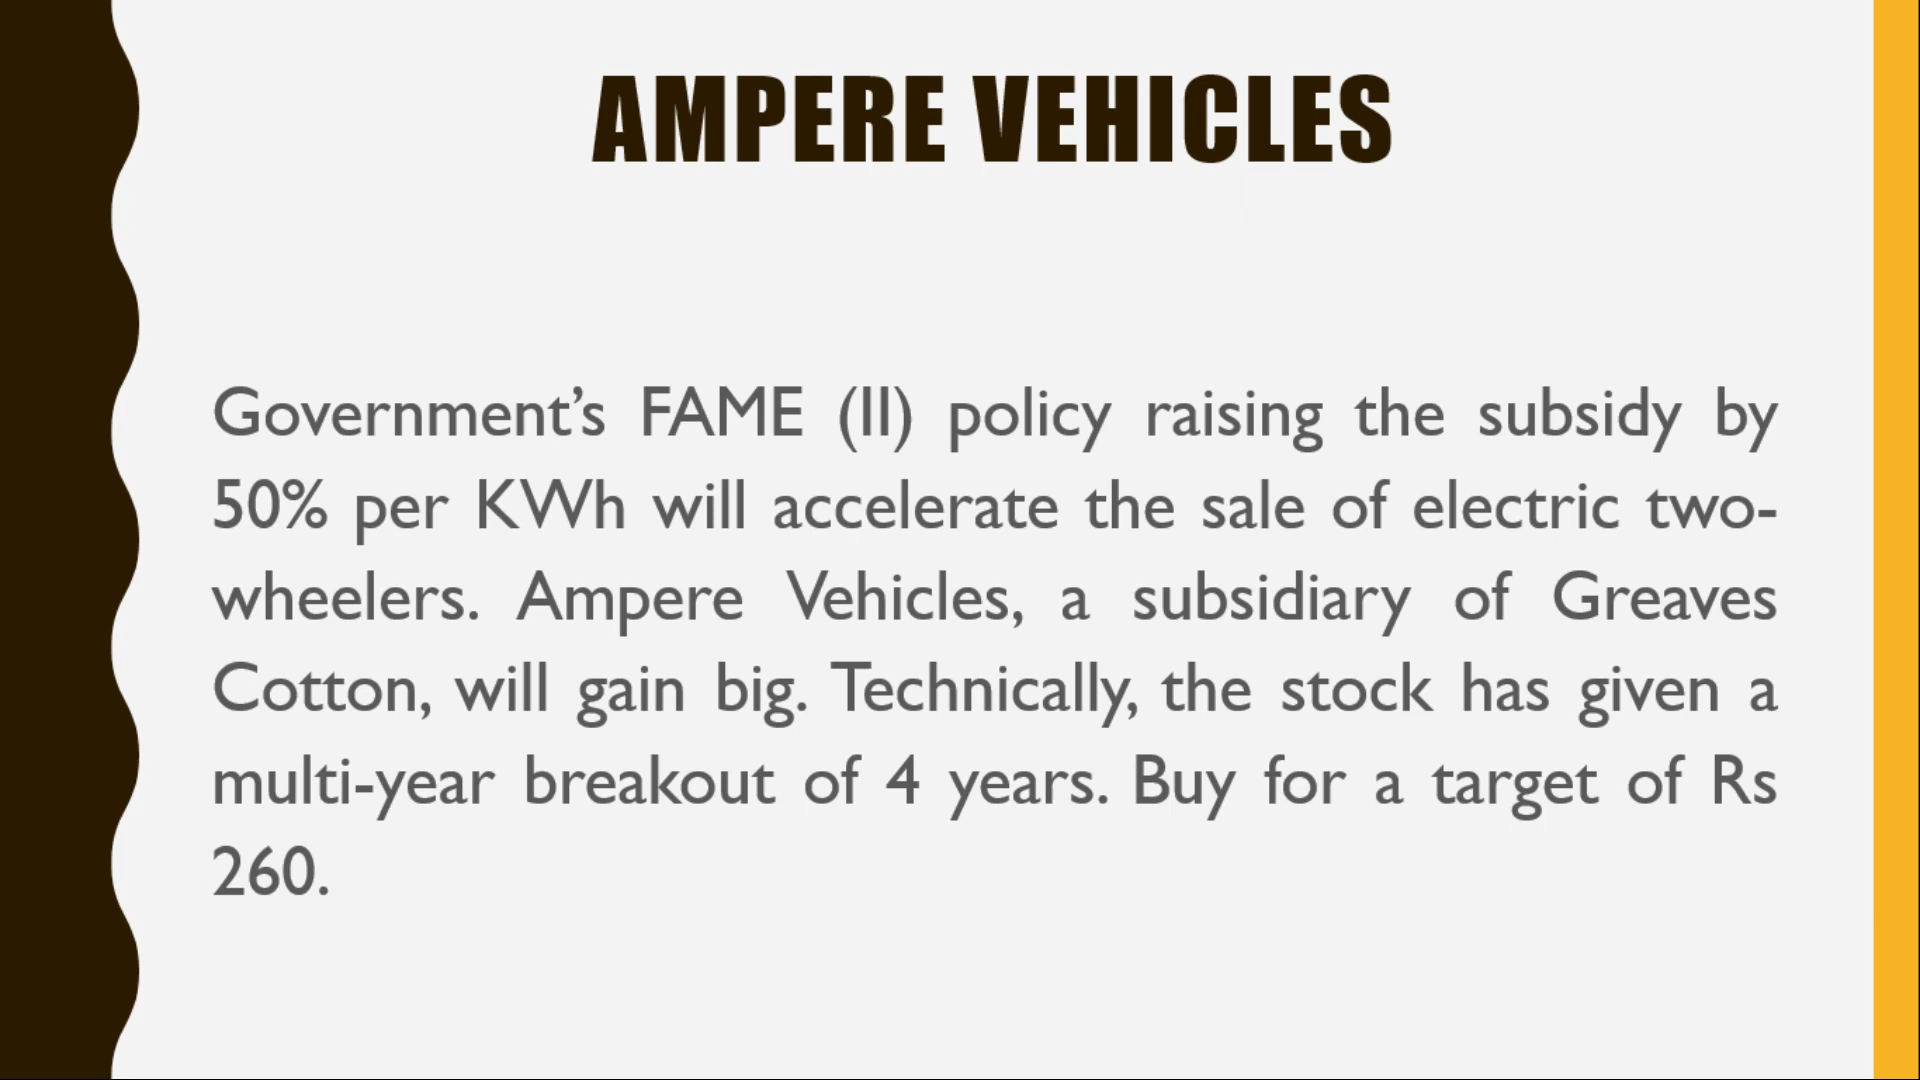 AMPERE VEHICLES
Government’s FAME (II) policy raising the subsidy by
50% per KWh will accelerate the sale of electric two-
wheelers. Ampere Vehicles, a subsidiary of Greaves
Cotton, will gain big. Technically, the stock has given a
multi-year breakout of 4 years. Buy for a target of Rs
260.